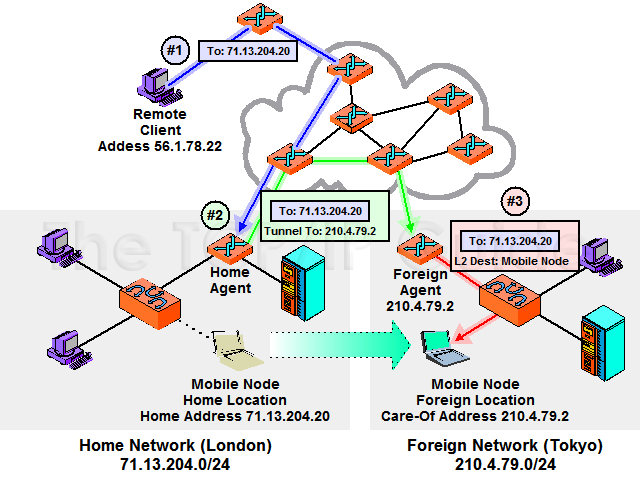 #1
To: 71.13.204.20
Remote
Client
Addess 56.1.78.22
#2
To: 71.13.204.20
Tunnel To: 210.4.79.2
#3
To: 71.13.204.20
L2 Dest: Mobile Node
Home
Agent
Foreign
Agent
210.4.79.2
Mobile Node
Home Location
Home Address 71.13.204.20
Mobile Node
Foreign Location
Care-Of Address 210.4.79.2
Home Network (London)
71.13.204.0/24
Foreign Network (Tokyo)
210.4.79.0/24